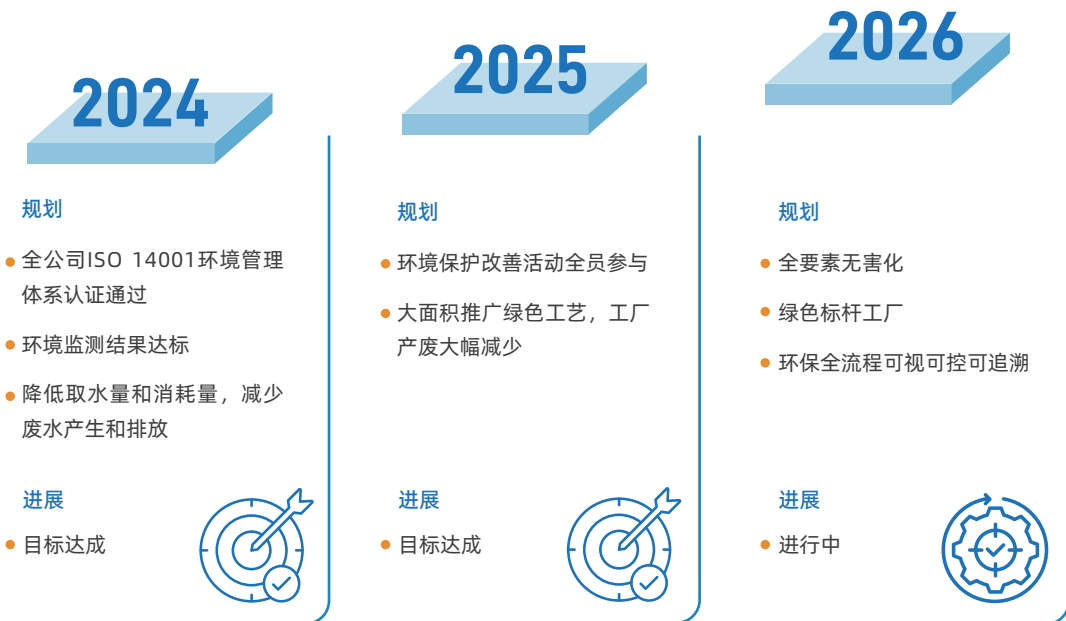 2024
规划
全公司ISO 14001环境管理
体系认证通过
环境监测结果达标
降低取水量和消耗量，减少
废水产生和排放
进展
目标达成
2025
规划
环境保护改善活动全员参与
大面积推广绿色工艺，工厂
产废大幅减少
进展
目标达成
2026
规划
全要素无害化
绿色标杆工厂
环保全流程可视可控可追溯
进展
进行中